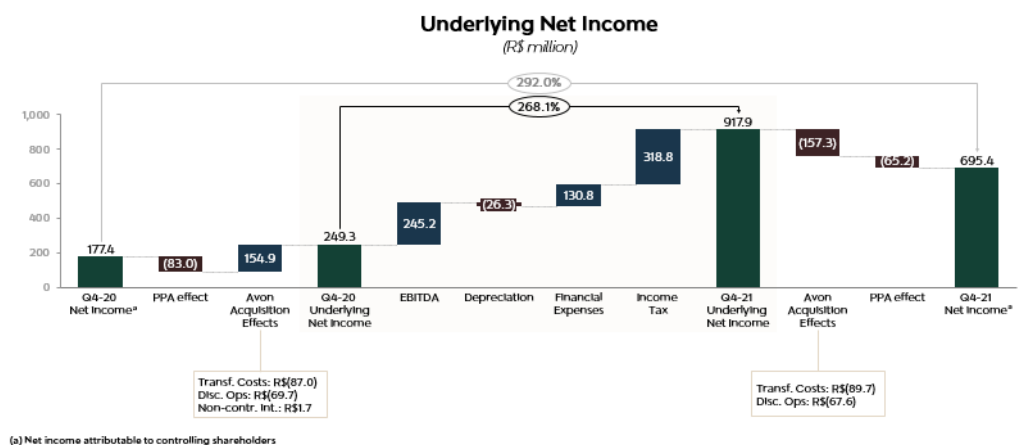 Underlying Net Income
(R$ million)
292.0%
268.1%
1,000
800
600
400
200
0
177.4
(83.0)
154.9
249.3
245.2
(26.3)
130.8
318.8
917.9
(157.3)
(65.2)
695.4
Q4-20
Net Incomeª
PPA effect
Avon
Acquisition
Effects
Q4-20
Underlying
Net Income
EBITDA
Depreciation
Financial
Expenses
Income
Tax
Q4-21
Underlying
Net Income
Avon
Acquisition
Effects
PPA effect
Q4-21
Net Incomeª
Transf. Costs: R$(87.0)
Disc. Ops: R$(69.7)
Non-contr. Int.: R$1.7
Transf. Costs: R$(89.7)
Disc. Ops: R$(67.6)
(a) Net income attributable to controlling shareholders